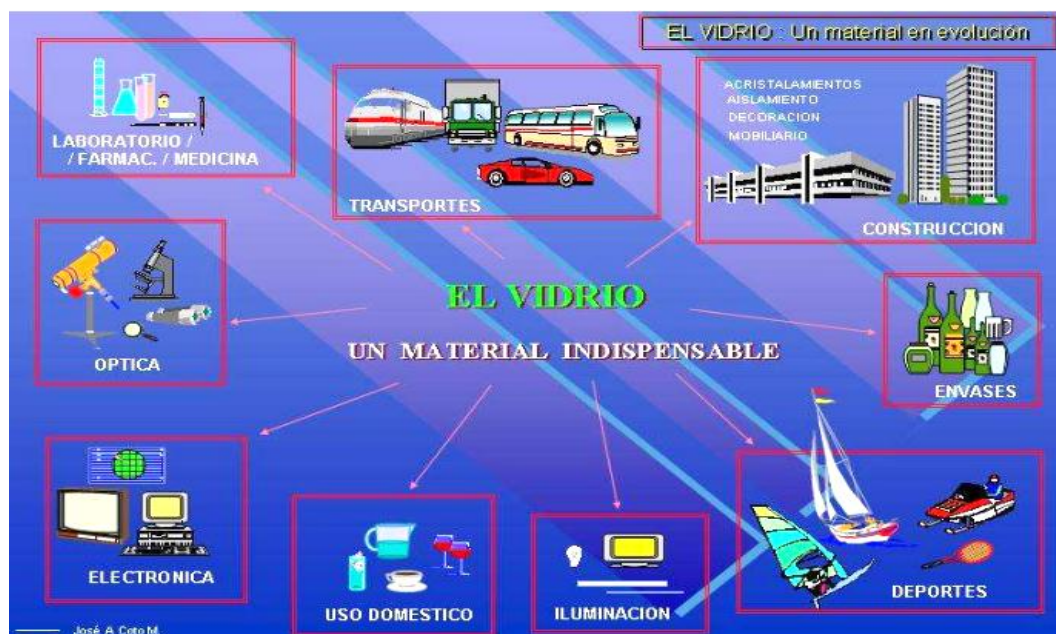 EL VIDRIO : Un material en evolución
LABORATORIO /
/ FARMAC. / MEDICINA
TRANSPORTES
ACRISTALAMIENTOS
AISLAMIENTO
DECORACION
MOBILIARIO
CONSTRUCCION
OPTICA
EL VIDRIO
UN MATERIAL INDISPENSABLE
ENVASES
ELECTRONICA
USO DOMESTICO
ILUMINACION
DEPORTES
José A. Coto M.